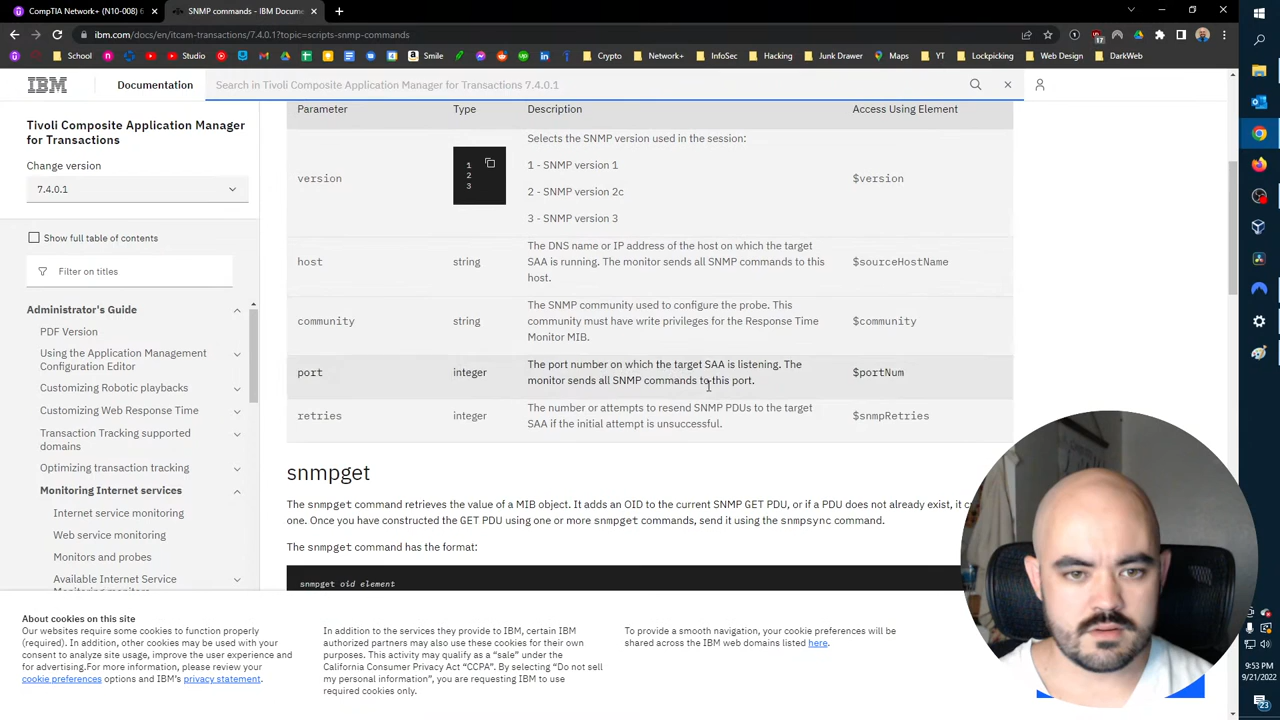 CompTIA Network+ (N10-008) 6
SNMP commands - IBM Docume
ibm.com/docs/en/itcam-transactions/7.4.0.1?topic=scripts-snmp-commands
School
Smile
Crypto
Network+
InfoSec
Hacking
Junk Drawer
YT
Lockpicking
Web Design
DarkWeb
IBM
Documentation
Search in Tivoli Composite Application Manager for Transactions 7.4.0.1
Tivoli Composite Application Manager
for Transactions
Change version
7.4.0.1
Show full table of contents
Filter on titles
Administrator's Guide
PDF Version
Using the Application Management
Configuration Editor
Customizing Robotic playbacks
Customizing Web Response Time
Transaction Tracking supported
domains
Optimizing transaction tracking
Monitoring Internet services
Internet service monitoring
Web service monitoring
Monitors and probes
Available Internet Service
Parameter Type Description Access Using Element
version
1
2
3
Selects the SNMP version used in the session:
1 - SNMP version 1
2 - SNMP version 2c
3 - SNMP version 3
$version
host
string
The DNS name or IP address of the host on which the target
SAA is running. The monitor sends all SNMP commands to this
host.
$sourceHostName
community
string
The SNMP community used to configure the probe. This
community must have write privileges for the Response Time
Monitor MIB.
$community
port
integer
The port number on which the target SAA is listening. The
monitor sends all SNMP commands to this port.
$portNum
retries
integer
The number or attempts to resend SNMP PDUs to the target
SAA if the initial attempt is unsuccessful.
$snmpRetries
snmpget
The snmpget command retrieves the value of a MIB object. It adds an OID to the current SNMP GET PDU, or if a PDU does not already exist, it
one. Once you have constructed the GET PDU using one or more snmpget commands, send it using the snmpsync command.
The snmpget command has the format:
snmpget oid element
About cookies on this site
Our websites require some cookies to function properly
(required). In addition, other cookies may be used with your
consent to analyze site usage, improve the user experience and
for advertising.For more information, please review your
cookie preferences options and IBM's privacy statement.
In addition to the services they provide to IBM, certain IBM
authorized partners may also use these cookies for their own
purposes. This activity may qualify as a "sale" under the
California Consumer Privacy Act "CCPA". By selecting "Do not sell
my personal information", you are requesting IBM to use
required cookies only.
To provide a smooth navigation, your cookie preferences will be
shared across the IBM web domains listed here.
9:53 PM
9/21/2022
23